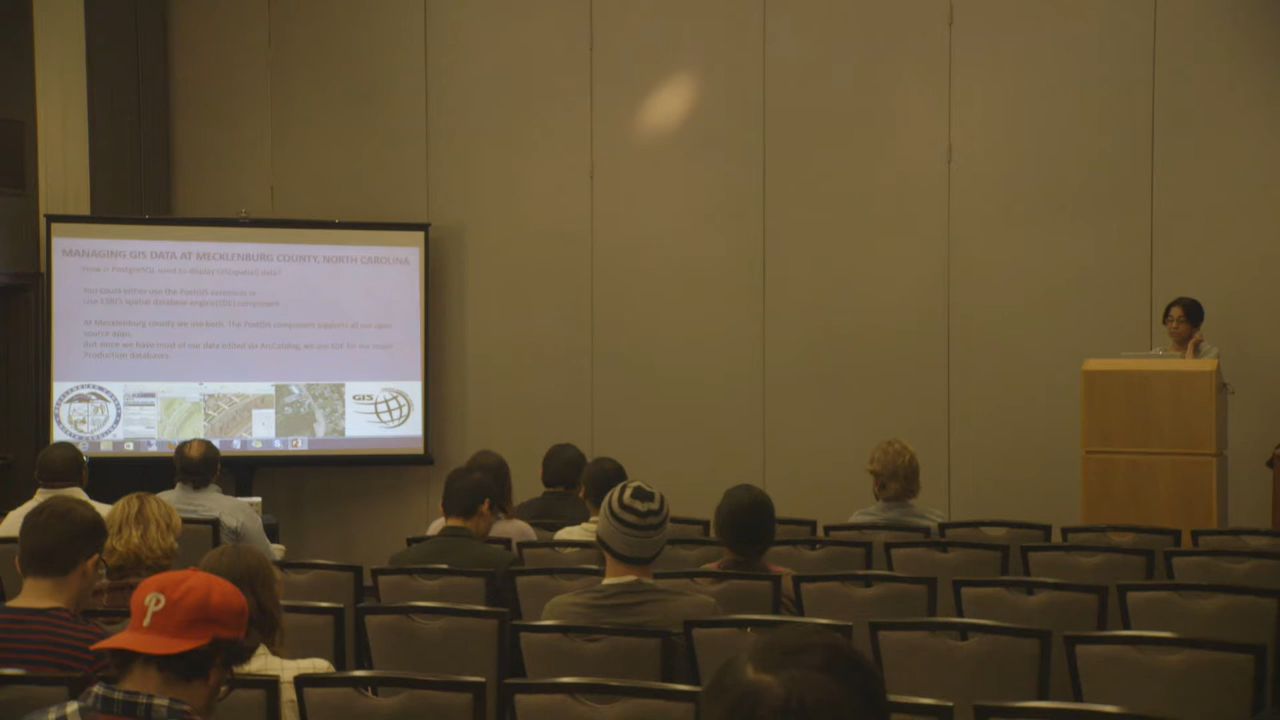 MANAGING GIS DATA AT MECKLENBURG COUNTY, NORTH CAROLINA
How is PostgreSQL used to display GIS(spatial) data?
You could either use the PostGIS extension or
use ESRI'S spatial database engine(SDE) component
At Mecklenburg county we use both. The PostGIS component supports all our open
source apps.
But since we have most of our data edited via ArcCatalog, we use SDE for our
Production databases.
GIS
P